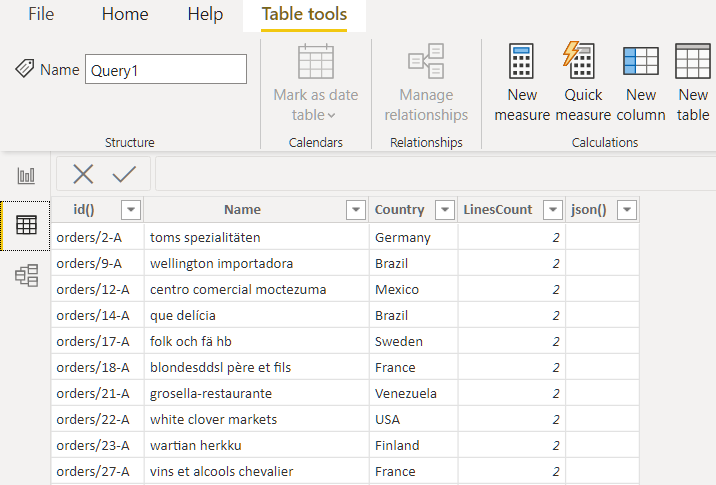 File Home Help Table tools
Name Query1
Mark as date table
Manage relationships
New measure
Quick measure
New column
New table
Structure Calendars Relationships Calculations
id() Name Country LinesCount json()
orders/2-A toms spezialitäten Germany 2
orders/9-A wellington importadora Brazil 2
orders/12-A centro comercial moctezuma Mexico 2
orders/14-A que delícia Brazil 2
orders/17-A folk och fä hb Sweden 2
orders/18-A blondesddsl père et fils France 2
orders/21-A grosella-restaurante Venezuela 2
orders/22-A white clover markets USA 2
orders/23-A wartian herkku Finland 2
orders/27-A vins et alcools chevalier France 2